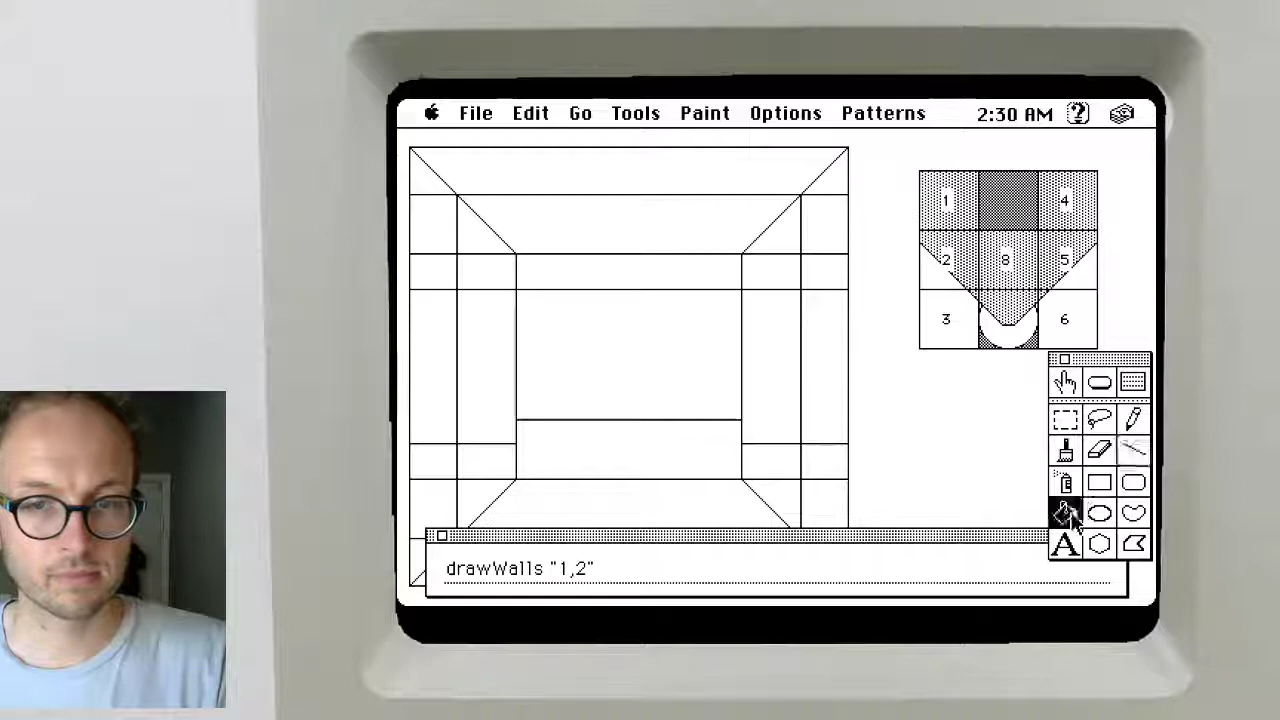 File Edit Go Tools Paint Options Patterns 2:30 AM
1 4
2 8 5
3 6
A
drawWalls "1,2"